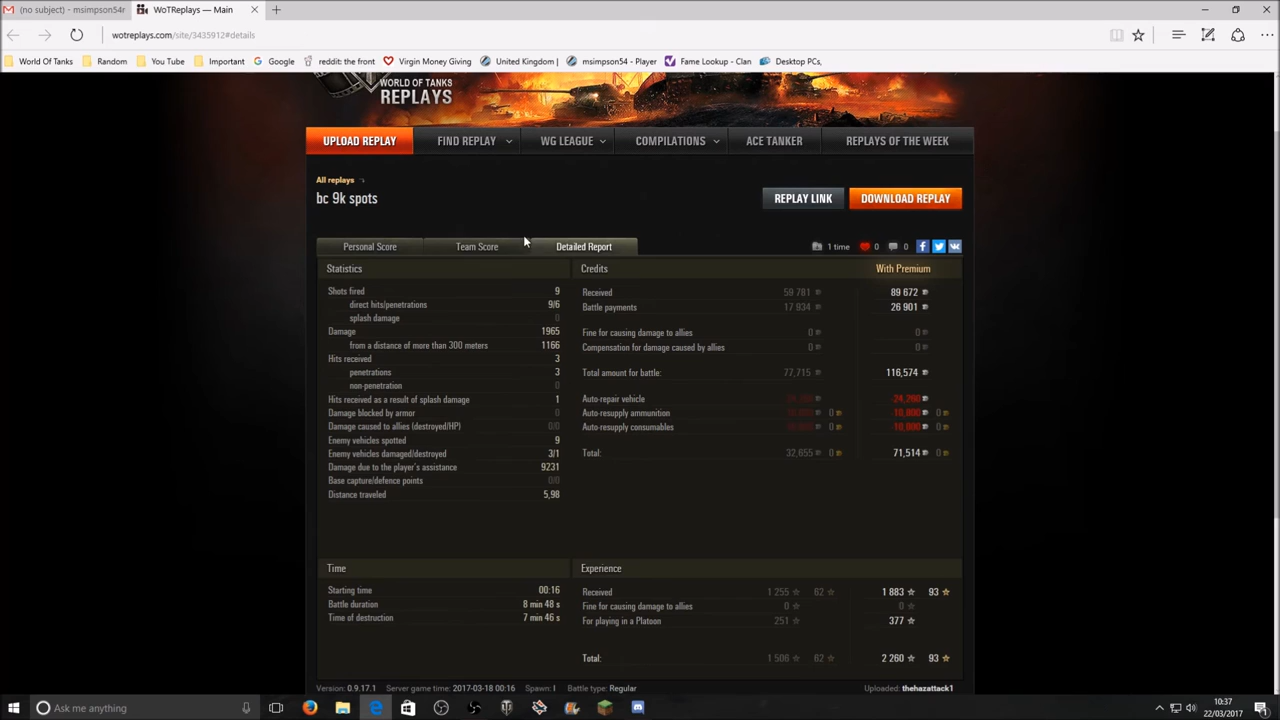 (no subject) - msimpson54r
WoTReplays — Main
wotreplays.com/site/3435912#details
World Of Tanks
Random
You Tube
Important
Google
reddit: the front
Virgin Money Giving
United Kingdom |
msimpson54 - Player
Fame Lookup - Clan
Desktop PCs,
WORLD OF TANKS
REPLAYS
UPLOAD REPLAY
FIND REPLAY
WG LEAGUE
COMPILATIONS
ACE TANKER
REPLAYS OF THE WEEK
All replays
bc 9k spots
REPLAY LINK
DOWNLOAD REPLAY
Personal Score
Team Score
Detailed Report
1 time
0
0
Statistics
Shots fired 9
direct hits/penetrations 9/6
splash damage 0
Damage 1965
from a distance of more than 300 meters 1166
Hits received 3
penetrations 3
non-penetration 0
Hits received as a result of splash damage 1
Damage blocked by armor 0
Damage caused to allies (destroyed/HP) 0/0
Enemy vehicles spotted 9
Enemy vehicles damaged/destroyed 3/1
Damage due to the player's assistance 9231
Base capture/defence points 0/0
Distance traveled 5,98
Credits With Premium
Received 59 781 89 672
Battle payments 17 934 26 901
Fine for causing damage to allies 0 0
Compensation for damage caused by allies 0 0
Total amount for battle: 77,715 116,574
Auto-repair vehicle
Auto-resupply ammunition 0 0
Auto-resupply consumables 0 0
Total: 32,655 0 71,514 0
Time
Starting time 00:16
Battle duration 8 min 48 s
Time of destruction 7 min 46 s
Experience
Received 1 255 62 1 883 93
Fine for causing damage to allies 0 0
For playing in a Platoon 251 377
Total: 1 506 62 2 260 93
Version: 0.9.17.1 Server game time: 2017-03-18 00:16 Spawn: I Battle type: Regular Uploaded: thehazattack1
Ask me anything
10:37
22/03/2017